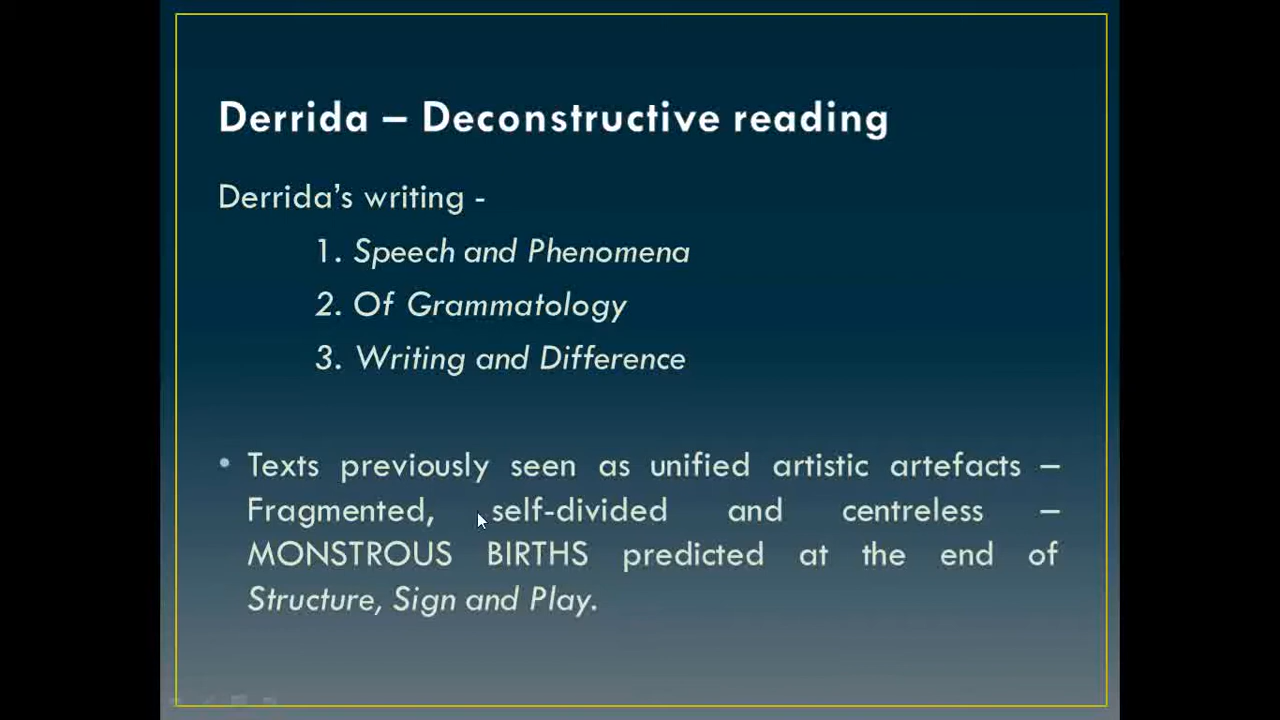 Derrida – Deconstructive reading
Derrida’s writing -
1. Speech and Phenomena
2. Of Grammatology
3. Writing and Difference
• Texts previously seen as unified artistic artefacts –
Fragmented, self-divided and centreless –
MONSTROUS BIRTHS predicted at the end of
Structure, Sign and Play.